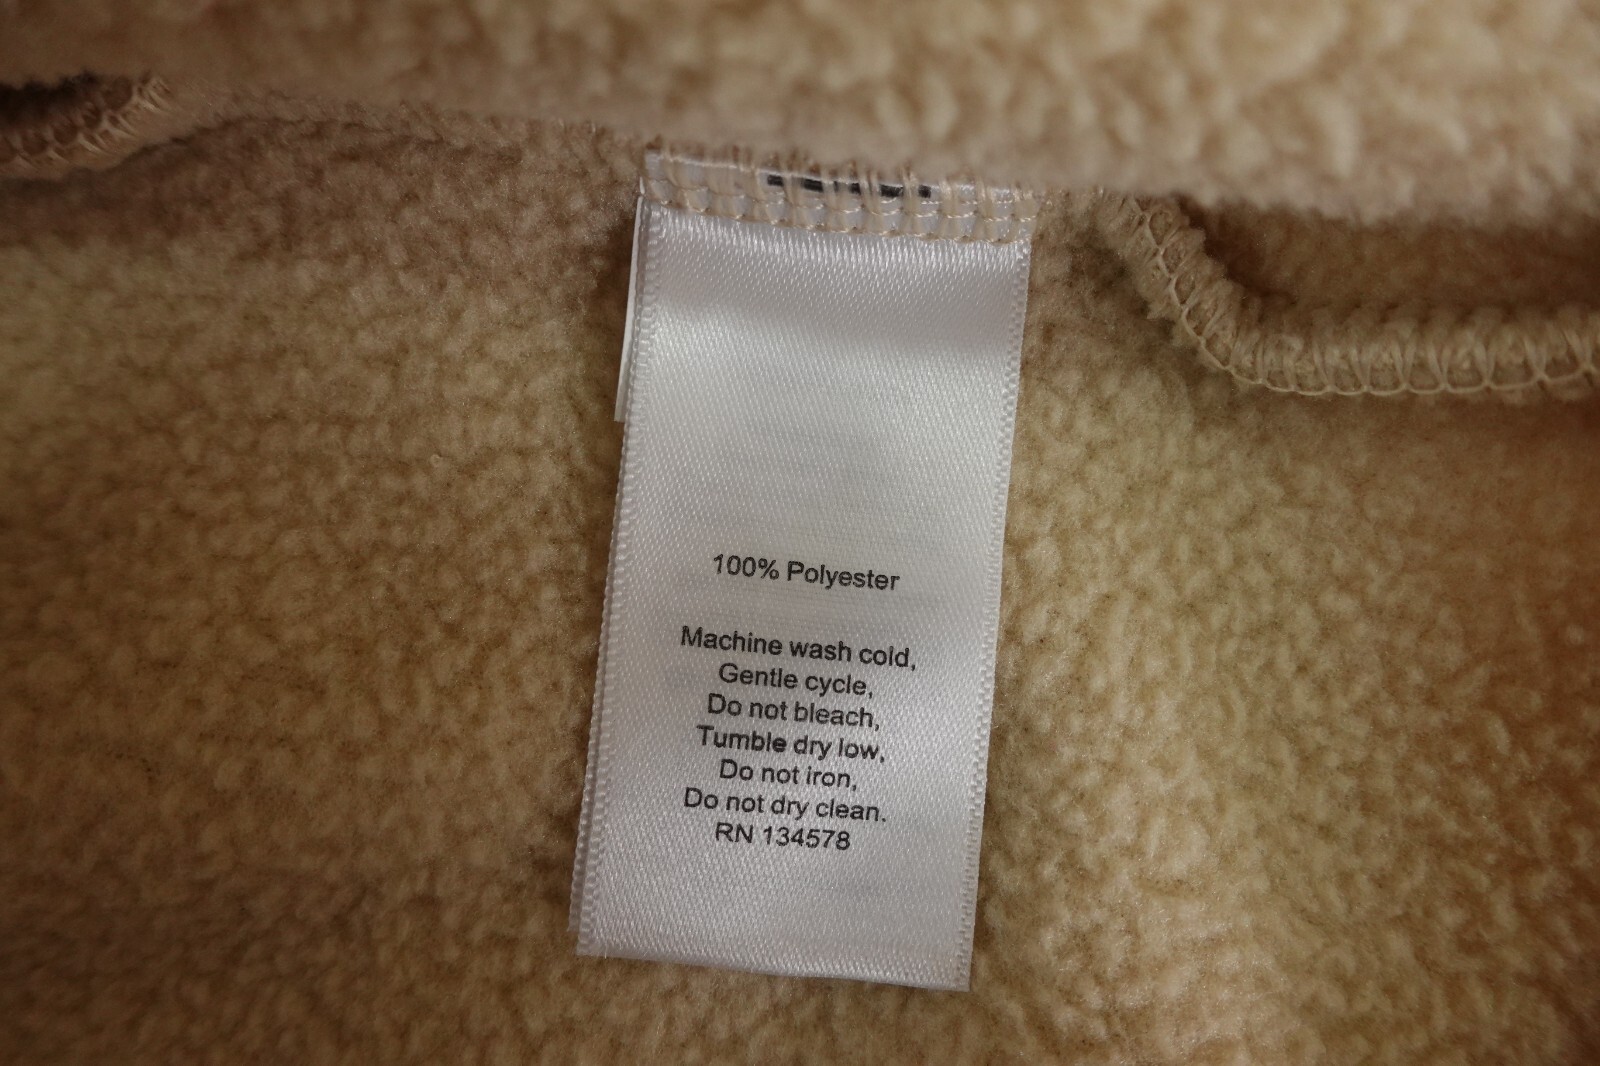 100% Polyester
Machine wash cold,
Gentle cycle,
Do not bleach,
Tumble dry low,
Do not iron,
Do not dry clean.
RN 134578